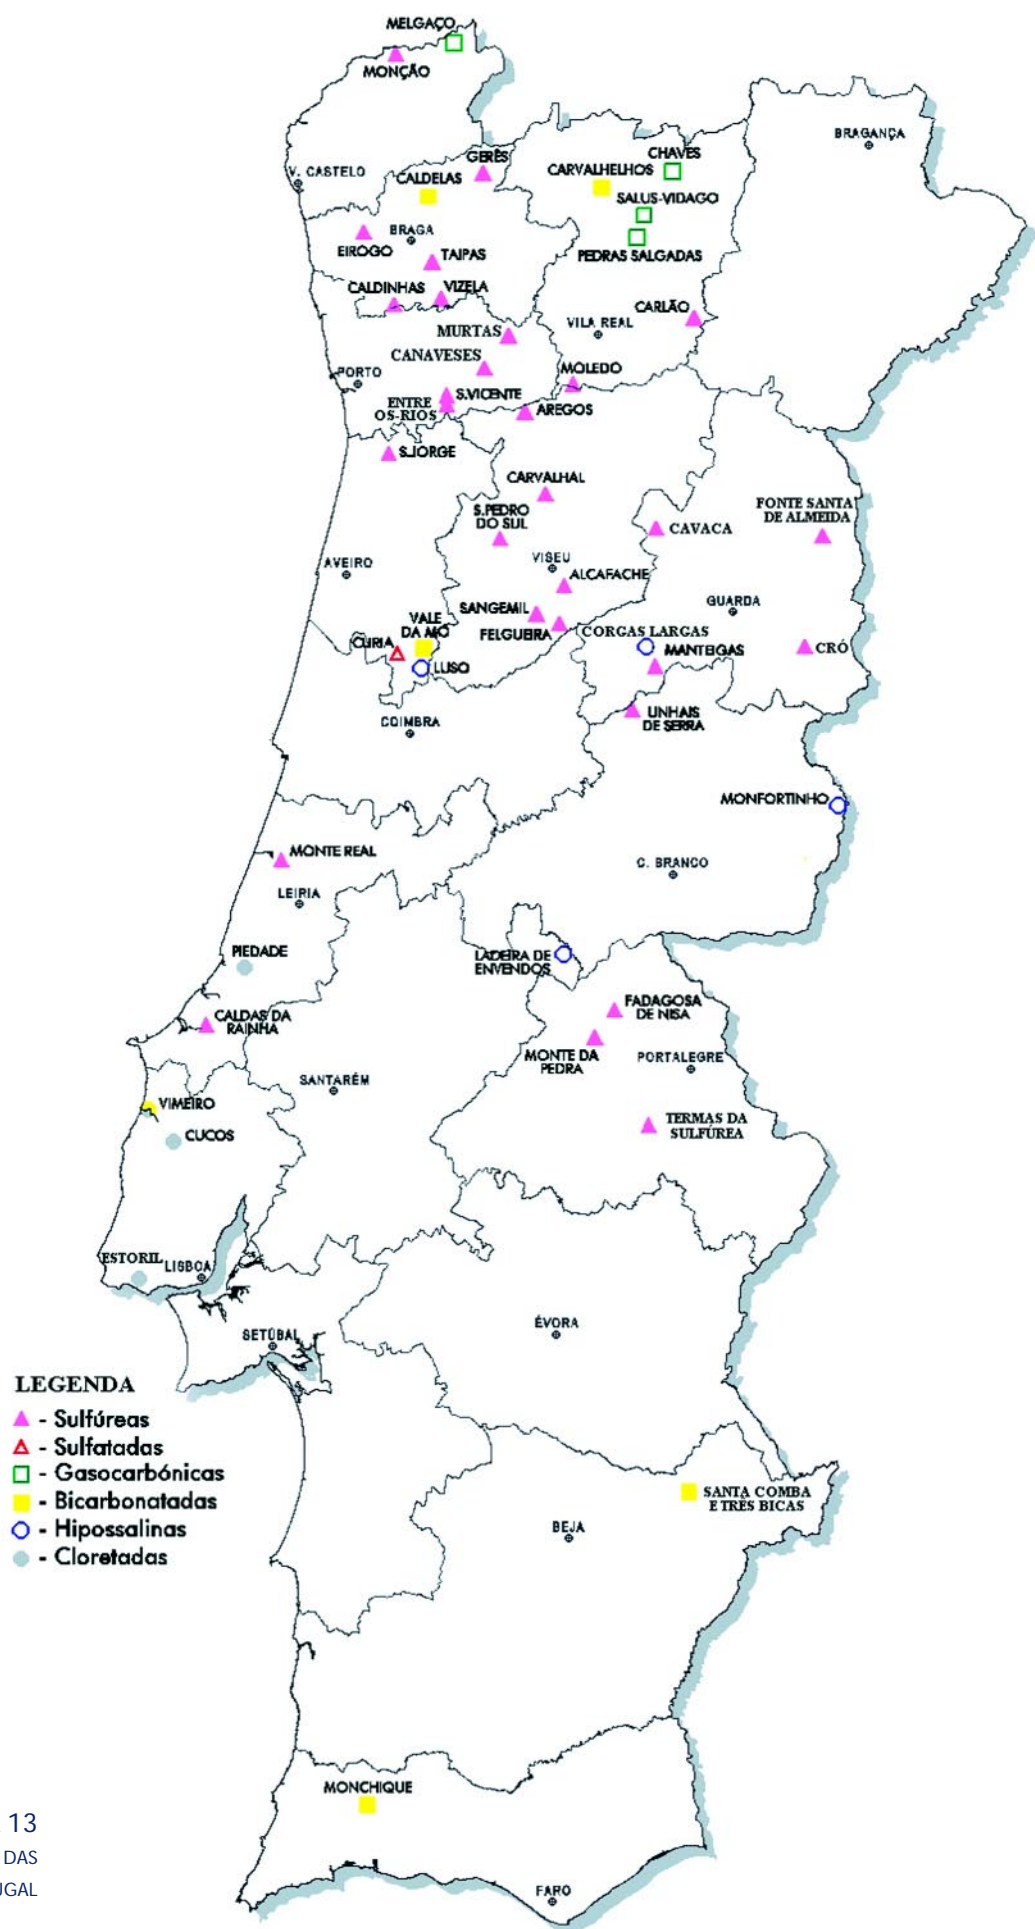 MELGAÇO
MONÇÃO
BRAGANÇA
GERÊS
CHAVES
V. CASTELO
CALDELAS
CARVALHELHOS
SALUS-VIDAGO
EIROGO
BRAGA
TAIPAS
PEDRAS SALGADAS
CALDINHAS
VIZELA
CARLÃO
MURTAS
VILA REAL
CANAVESES
PORTO
MOLEDO
S.VICENTE
ENTRE
OS-RIOS
AREGOS
S.JORGE
CARVALHAL
S.PEDRO
DO SUL
FONTE SANTA
DE ALMEIDA
CAVACA
AVEIRO
VISEU
ALCAFACHE
GUARDA
SANGEMIL
VALE
DA MO
FELGUEIRA
CORGAS LARGAS
CURIA
MANTEIGAS
CRÓ
LUSO
UNHAIS
DE SERRA
COIMBRA
MONFORTINHO
MONTE REAL
C. BRANCO
LEIRIA
PIEDADE
LADEIRA DE
ENVENDOS
CALDAS DA
RAINHA
FADAGOSA
DE NISA
MONTE DA
PEDRA
PORTALEGRE
SANTARÉM
VIMEIRO
CUCOS
TERMAS DA
SULFÚREA
ESTORIL
LISBOA
SETÚBAL
ÉVORA
LEGENDA
- Sulfúreas
- Sulfatadas
- Gasocarbónicas
- Bicarbonatadas
- Hipossalinas
- Cloretadas
SANTA COMBA
E TRÊS BICAS
BEJA
MONCHIQUE
FARO
13
DAS
UGAL